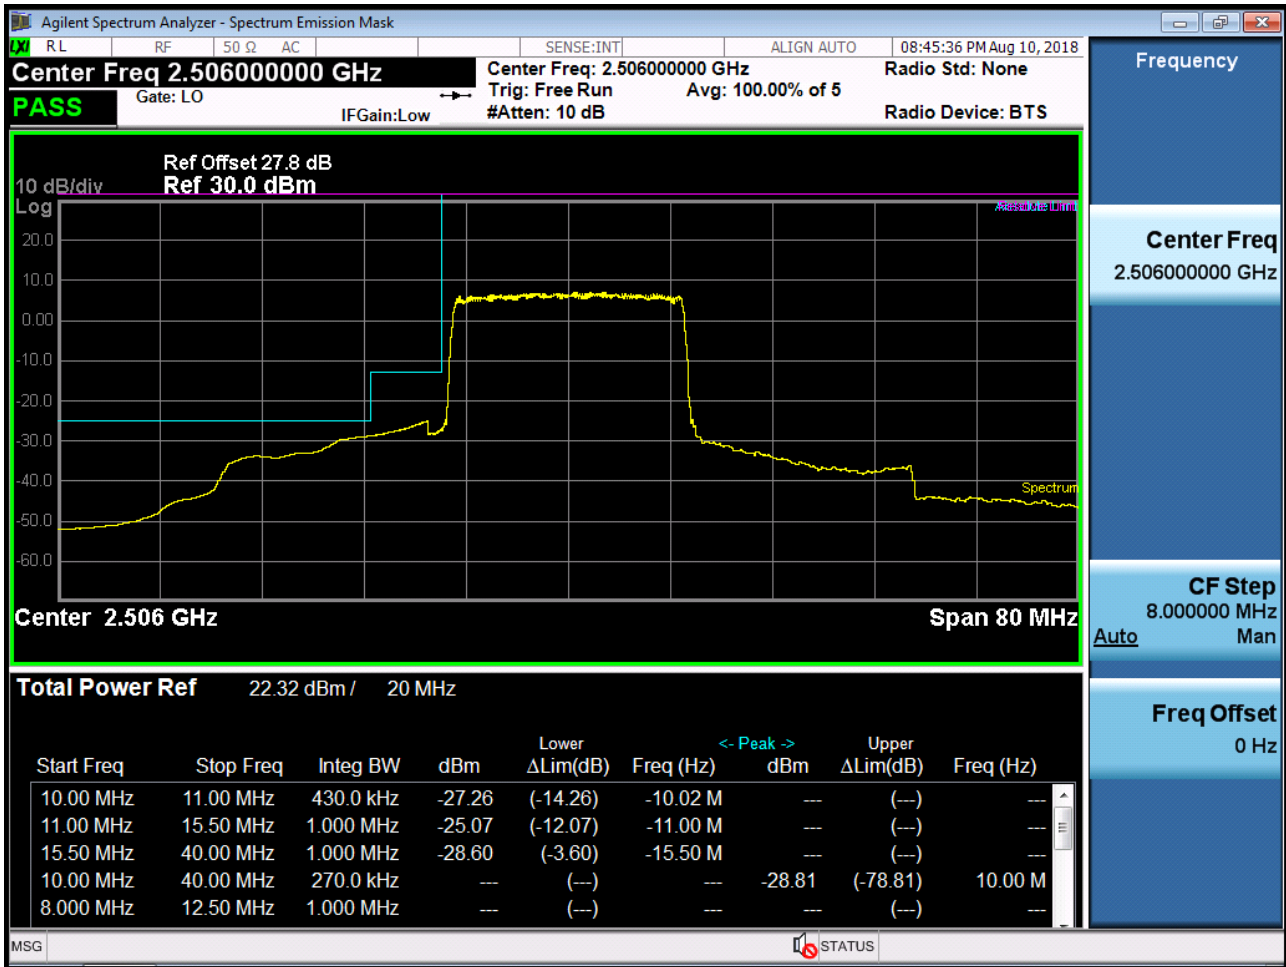 Agilent Spectrum Analyzer - Spectrum Emission Mask
LXI RL RF 50 Ω AC SENSE:INT ALIGN AUTO 08:45:36 PM Aug 10, 2018
Center Freq 2.506000000 GHz
Center Freq: 2.506000000 GHz
Radio Std: None
PASS
Gate: LO
IFGain:Low
Trig: Free Run
Avg: 100.00% of 5
#Atten: 10 dB
Radio Device: BTS
Ref Offset 27.8 dB
10 dB/div
Ref 30.0 dBm
Log
Absolute Limit
20.0
10.0
0.00
-10.0
-20.0
-30.0
-40.0
-50.0
-60.0
Spectrum
Center 2.506 GHz
Span 80 MHz
Total Power Ref 22.32 dBm / 20 MHz
Lower <- Peak -> Upper
Start Freq Stop Freq Integ BW dBm ΔLim(dB) Freq (Hz) dBm ΔLim(dB) Freq (Hz)
10.00 MHz 11.00 MHz 430.0 kHz -27.26 (-14.26) -10.02 M --- (---) ---
11.00 MHz 15.50 MHz 1.000 MHz -25.07 (-12.07) -11.00 M --- (---) ---
15.50 MHz 40.00 MHz 1.000 MHz -28.60 (-3.60) -15.50 M --- (---) ---
10.00 MHz 40.00 MHz 270.0 kHz --- (---) --- -28.81 (-78.81) 10.00 M
8.000 MHz 12.50 MHz 1.000 MHz --- (---) --- --- (---) ---
MSG
STATUS
Frequency
Center Freq
2.506000000 GHz
CF Step
8.000000 MHz
Auto Man
Freq Offset
0 Hz